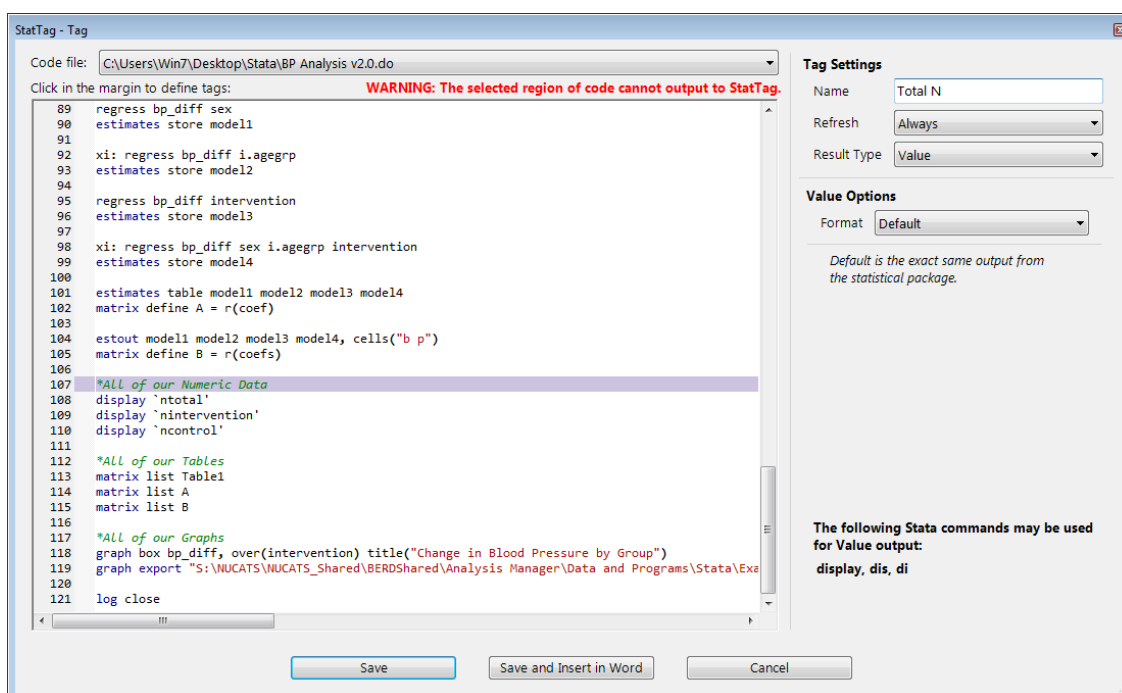 StatTag - Tag
Code file: C:\Users\Win7\Desktop\Stata\BP Analysis v2.0.do
Click in the margin to define tags: WARNING: The selected region of code cannot output to StatTag.
89 regress bp_diff sex
90 estimates store model1
91
92 xi: regress bp_diff i.agegrp
93 estimates store model2
94
95 regress bp_diff intervention
96 estimates store model3
97
98 xi: regress bp_diff sex i.agegrp intervention
99 estimates store model4
100
101 estimates table model1 model2 model3 model4
102 matrix define A = r(coef)
103
104 estout model1 model2 model3 model4, cells("b p")
105 matrix define B = r(coefs)
106
107 *All of our Numeric Data
108 display `ntotal'
109 display `nintervention'
110 display `ncontrol'
111
112 *All of our Tables
113 matrix list Table1
114 matrix list A
115 matrix list B
116
117 *All of our Graphs
118 graph box bp_diff, over(intervention) title("Change in Blood Pressure by Group")
119 graph export "S:\NUCATS\NUCATS_Shared\BERDShared\Analysis Manager\Data and Programs\Stata\Exa
120
121 log close
Tag Settings
Name Total N
Refresh Always
Result Type Value
Value Options
Format Default
Default is the exact same output from
the statistical package.
The following Stata commands may be used
for Value output:
display, dis, di
Save Save and Insert in Word Cancel